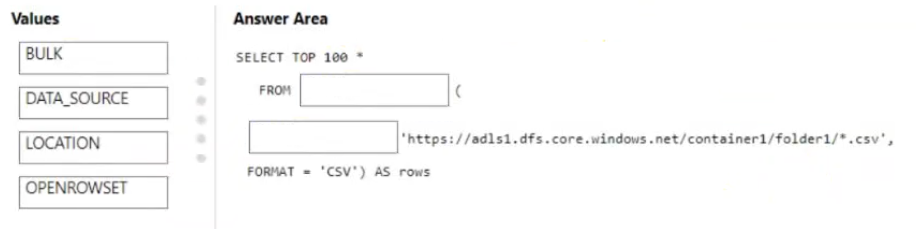 Values
BULK
DATA_SOURCE
LOCATION
OPENROWSET
Answer Area
SELECT TOP 100 *
FROM (
'https://adls1.dfs.core.windows.net/container1/folder1/*.csv',
FORMAT = 'CSV') AS rows